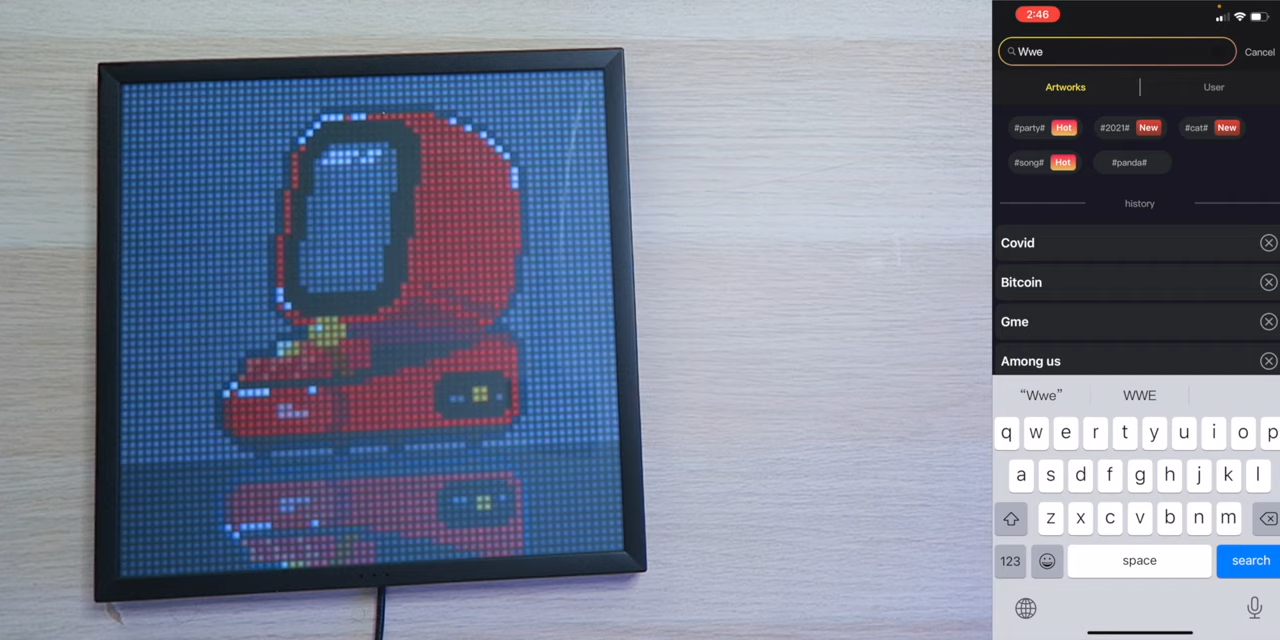 2:46
Wwe
Cancel
Artworks
User
#party# Hot
#2021# New
#cat# New
#song# Hot
#panda#
history
Covid
Bitcoin
Gme
Among us
“Wwe”
WWE
q w e r t y u i o p
a s d f g h j k l
z x c v b n m
123
space
search